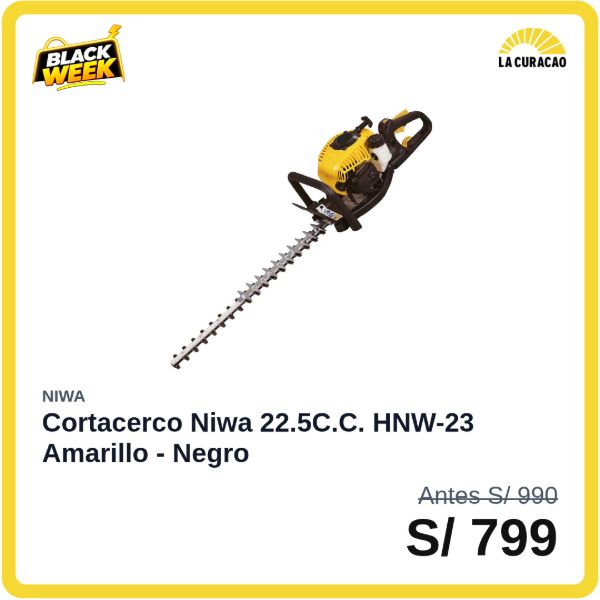 BLACK
WEEK
LA CURACAO
NIWA
Cortacerco Niwa 22.5C.C. HNW-23
Amarillo - Negro
Antes S/ 990
S/ 799